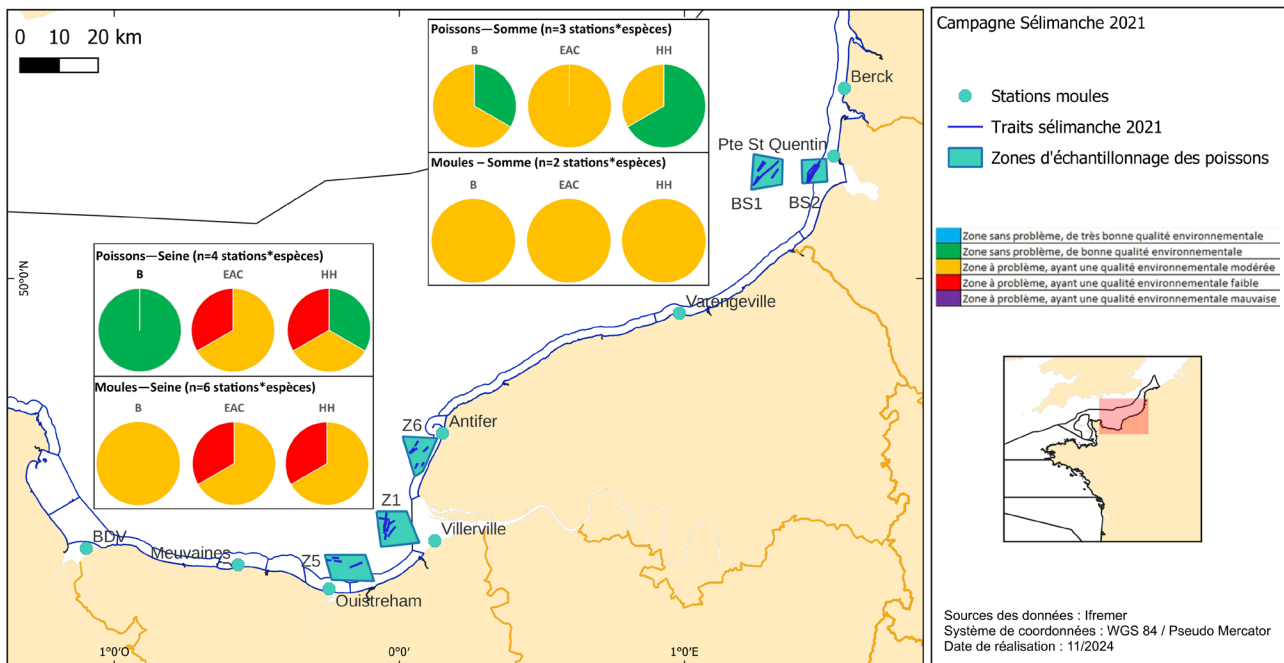 0 10 20 km
Poissons—Somme (n=3 stations*espèces)
B EAC HH
Moules – Somme (n=2 stations*espèces)
B EAC HH
Poissons—Seine (n=4 stations*espèces)
B EAC HH
Moules—Seine (n=6 stations*espèces)
B EAC HH
Berck
Pte St Quentin
BS1
BS2
Varengeville
Antifer
Z6
Z1
Villerville
Z5
Ouistreham
Meuvaines
BDV
50°N
1°0'O
0°0'
1°0'E
Campagne Sélimanche 2021
Stations moules
Traits sélimanche 2021
Zones d'échantillonnage des poissons
Zone sans problème, de très bonne qualité environnementale
Zone sans problème, de bonne qualité environnementale
Zone à problème, ayant une qualité environnementale modérée
Zone à problème, ayant une qualité environnementale faible
Zone à problème, ayant une qualité environnementale mauvaise
Sources des données : Ifremer
Système de coordonnées : WGS 84 / Pseudo Mercator
Date de réalisation : 11/2024